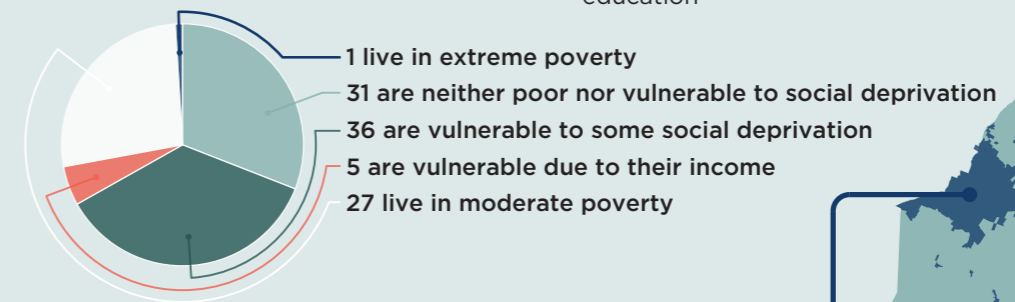 education
1 live in extreme poverty
31 are neither poor nor vulnerable to social deprivation
36 are vulnerable to some social deprivation
5 are vulnerable due to their income
27 live in moderate poverty